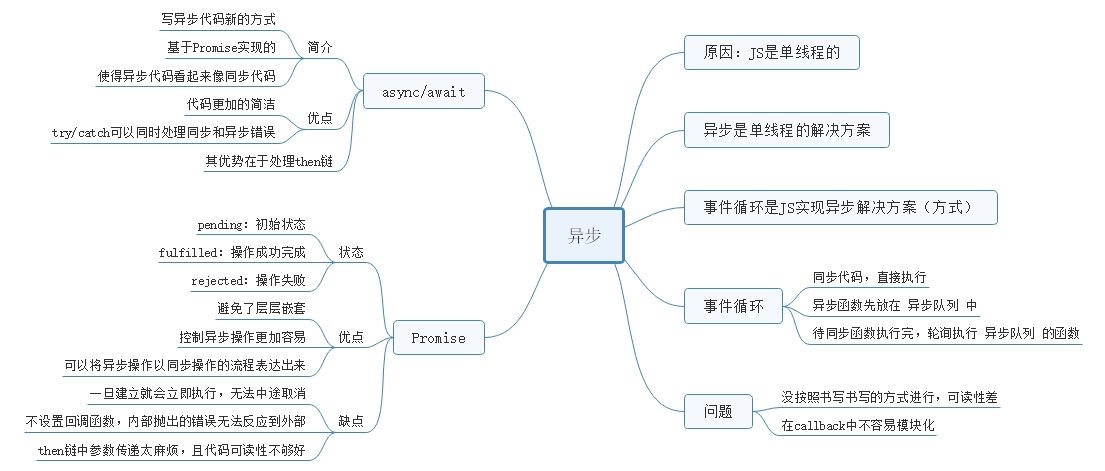 异步
原因：JS是单线程的
异步是单线程的解决方案
事件循环是JS实现异步解决方案（方式）
事件循环
同步代码，直接执行
异步函数先放在 异步队列 中
待同步函数执行完，轮询执行 异步队列 的函数
问题
没按照书写书写的方式进行，可读性差
在callback中不容易模块化
async/await
简介
写异步代码新的方式
基于Promise实现的
使得异步代码看起来像同步代码
优点
代码更加的简洁
try/catch可以同时处理同步和异步错误
其优势在于处理then链
Promise
状态
pending：初始状态
fulfilled：操作成功完成
rejected：操作失败
优点
避免了层层嵌套
控制异步操作更加容易
可以将异步操作以同步操作的流程表达出来
缺点
一旦建立就会立即执行，无法中途取消
不设置回调函数，内部抛出的错误无法反应到外部
then链中参数传递太麻烦，且代码可读性不够好